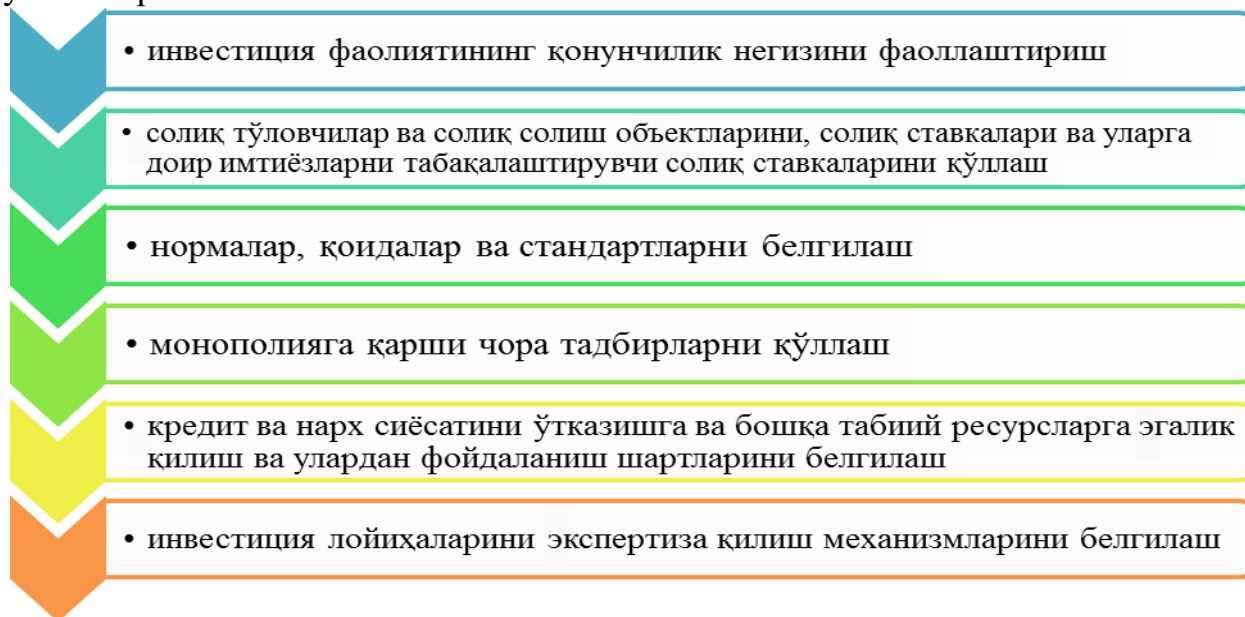 • инвестиция фаолиятининг қонунчилик негизини фаоллаштириш
• солиқ тўловчилар ва солиқ солиш объектларини, солиқ ставкалари ва уларга
доир имтиёзларни табақалаштирувчи солиқ ставкаларини қўллаш
• нормалар, қоидалар ва стандартларни белгилаш
• монополияга қарши чора тадбирларни қўллаш
• кредит ва нарх сиёсатини ўтказишга ва бошқа табиий ресурсларга эгалик
қилиш ва улардан фойдаланиш шартларини белгилаш
• инвестиция лойиҳаларини экспертиза қилиш механизмларини белгилаш